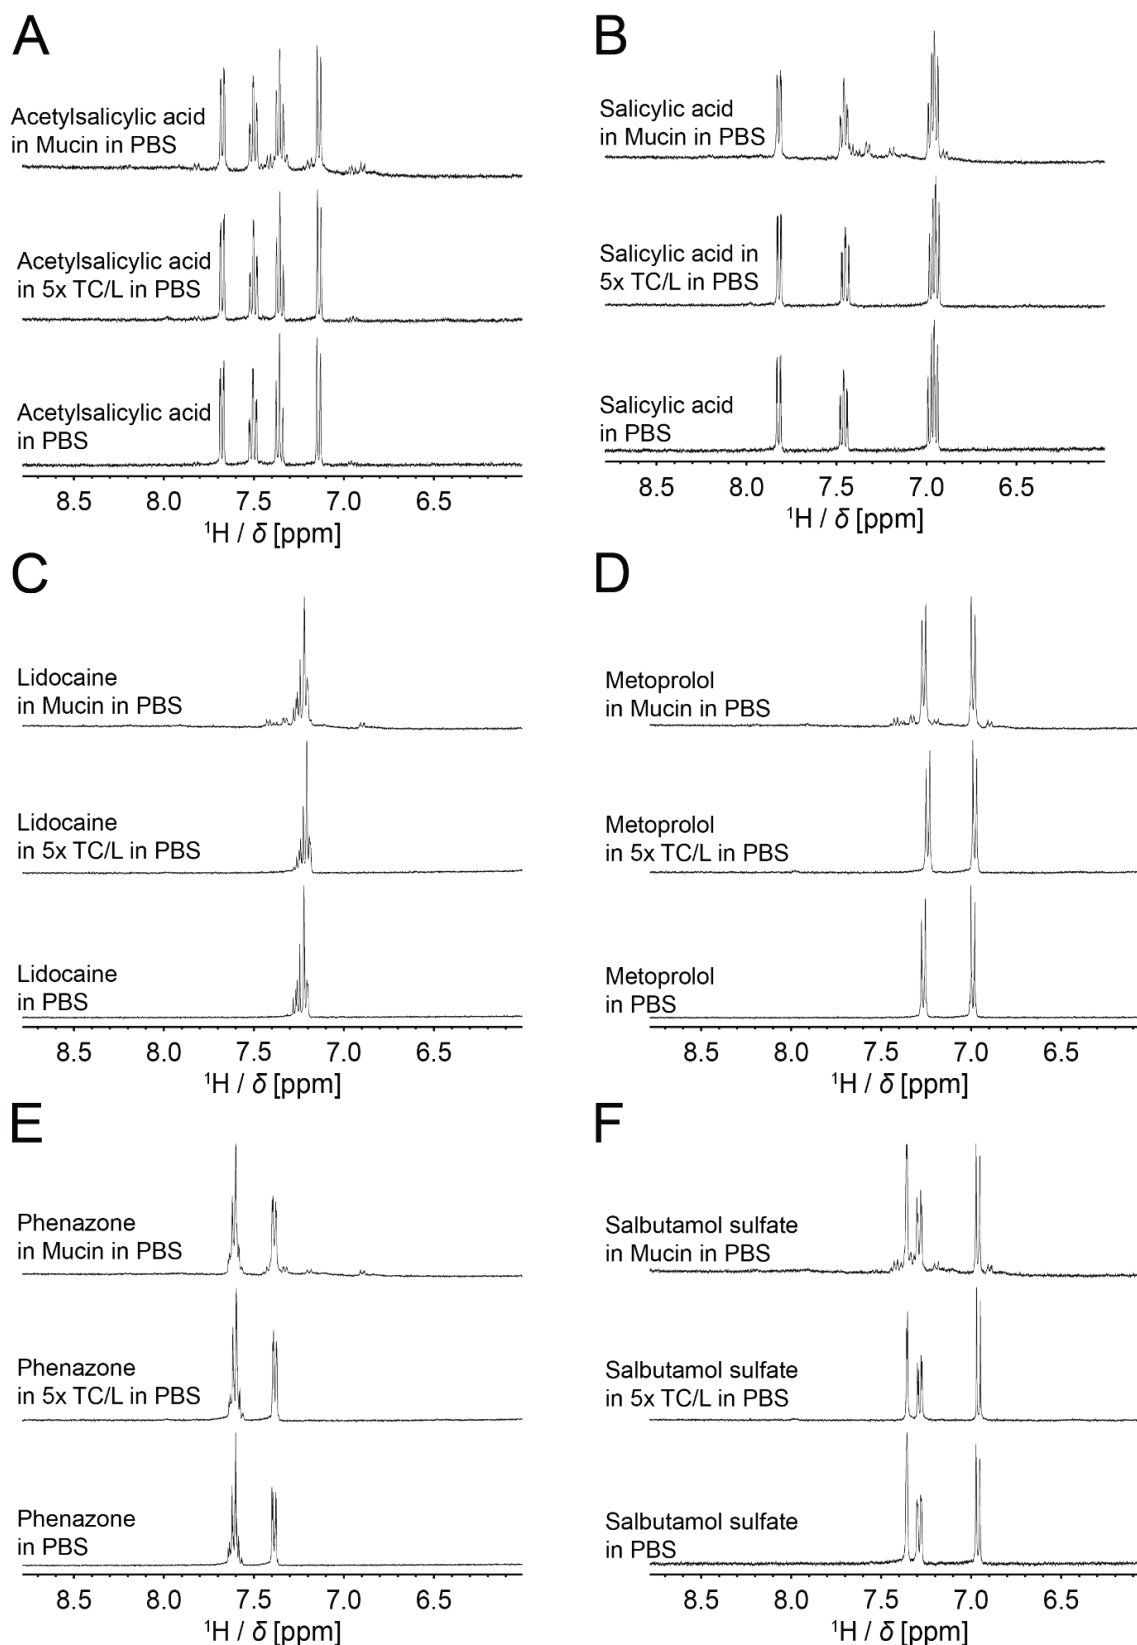 A
Acetylsalicylic acid
in Mucin in PBS
Acetylsalicylic acid
in 5x TC/L in PBS
Acetylsalicylic acid
in PBS
8.5 8.0 7.5 7.0 6.5
¹H / δ [ppm]
B
Salicylic acid
in Mucin in PBS
Salicylic acid in
5x TC/L in PBS
Salicylic acid
in PBS
8.5 8.0 7.5 7.0 6.5
¹H / δ [ppm]
C
Lidocaine
in Mucin in PBS
Lidocaine
in 5x TC/L in PBS
Lidocaine
in PBS
8.5 8.0 7.5 7.0 6.5
¹H / δ [ppm]
D
Metoprolol
in Mucin in PBS
Metoprolol
in 5x TC/L in PBS
Metoprolol
in PBS
8.5 8.0 7.5 7.0 6.5
¹H / δ [ppm]
E
Phenazone
in Mucin in PBS
Phenazone
in 5x TC/L in PBS
Phenazone
in PBS
8.5 8.0 7.5 7.0 6.5
¹H / δ [ppm]
F
Salbutamol sulfate
in Mucin in PBS
Salbutamol sulfate
in 5x TC/L in PBS
Salbutamol sulfate
in PBS
8.5 8.0 7.5 7.0 6.5
¹H / δ [ppm]